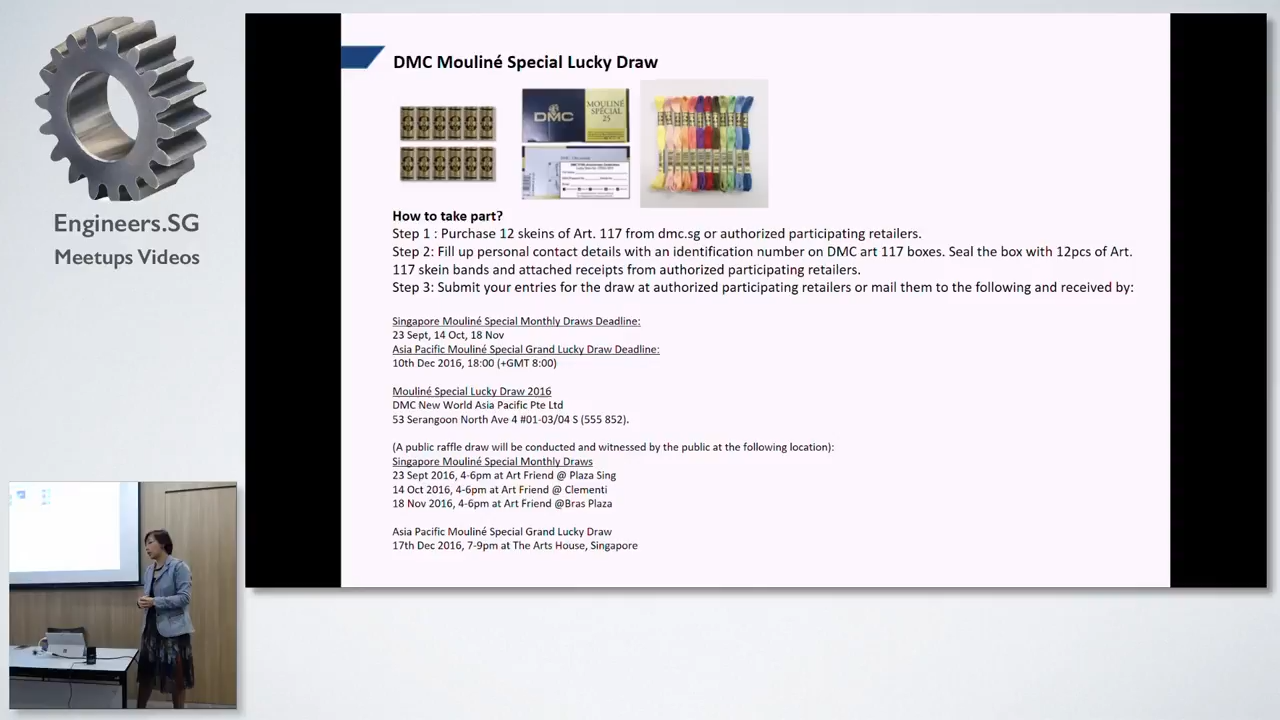 Engineers.SG
Meetups Videos
DMC Mouliné Special Lucky Draw
DMC
MOULINÉ
SPÉCIAL
25
How to take part?
Step 1 : Purchase 12 skeins of Art. 117 from dmc.sg or authorized participating retailers.
Step 2: Fill up personal contact details with an identification number on DMC art 117 boxes. Seal the box with 12pcs of Art.
117 skein bands and attached receipts from authorized participating retailers.
Step 3: Submit your entries for the draw at authorized participating retailers or mail them to the following and received by:
Singapore Mouliné Special Monthly Draws Deadline:
23 Sept, 14 Oct, 18 Nov
Asia Pacific Mouliné Special Grand Lucky Draw Deadline:
10th Dec 2016, 18:00 (+GMT 8:00)
Mouliné Special Lucky Draw 2016
DMC New World Asia Pacific Pte Ltd
53 Serangoon North Ave 4 #01-03/04 S (555 852).
(A public raffle draw will be conducted and witnessed by the public at the following location):
Singapore Mouliné Special Monthly Draws
23 Sept 2016, 4-6pm at Art Friend @ Plaza Sing
14 Oct 2016, 4-6pm at Art Friend @ Clementi
18 Nov 2016, 4-6pm at Art Friend @Bras Plaza
Asia Pacific Mouliné Special Grand Lucky Draw
17th Dec 2016, 7-9pm at The Arts House, Singapore